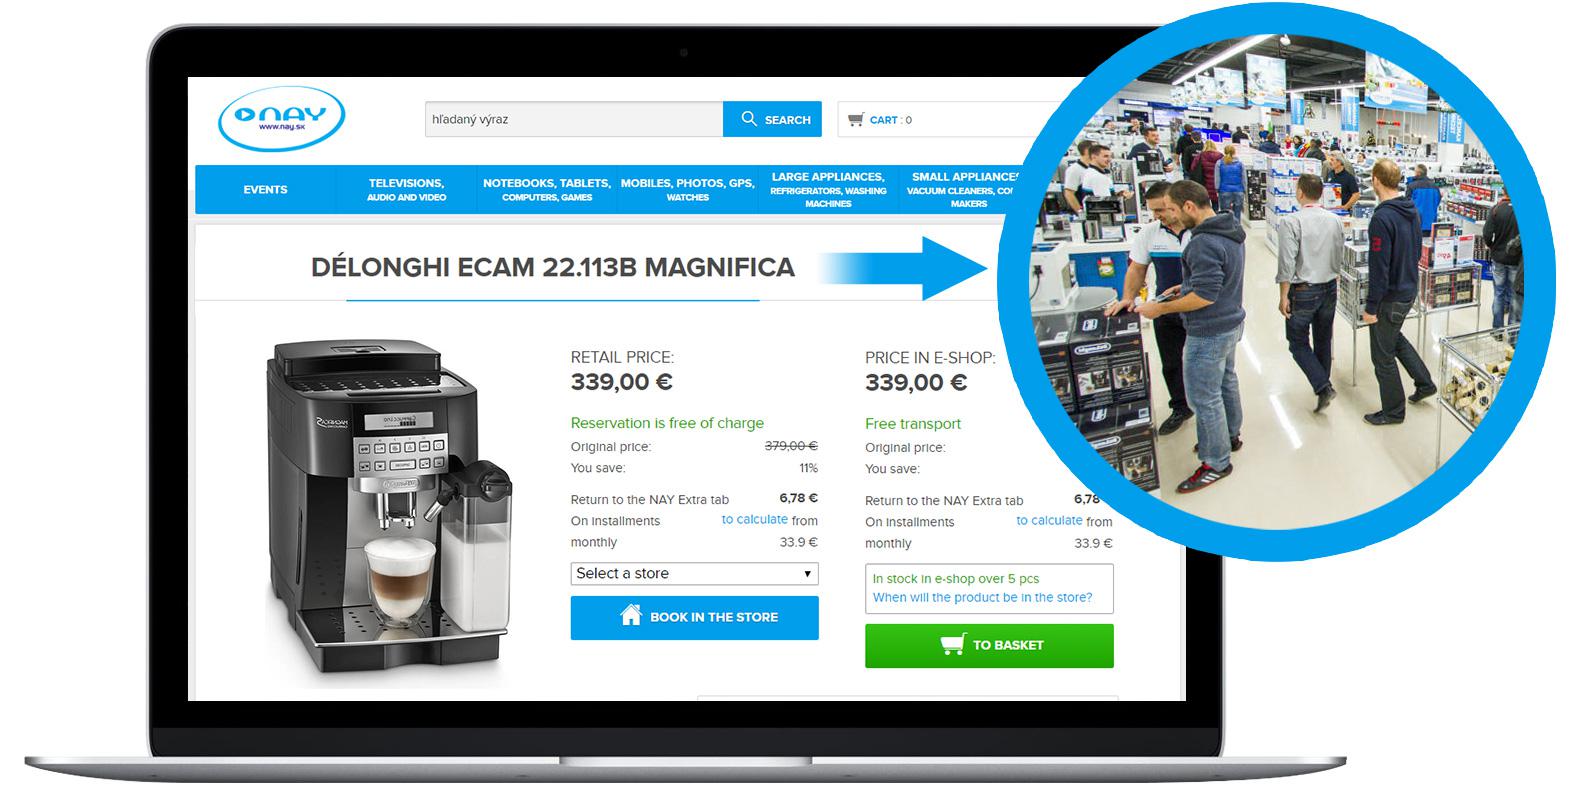 NAY
www.nay.sk
hľadaný výraz
SEARCH
CART : 0
EVENTS
TELEVISIONS,
AUDIO AND VIDEO
NOTEBOOKS, TABLETS,
COMPUTERS, GAMES
MOBILES, PHOTOS, GPS,
WATCHES
LARGE APPLIANCES,
REFRIGERATORS, WASHING
MACHINES
SMALL APPLIANCES
VACUUM CLEANERS,
MAKERS
DÉLONGHI ECAM 22.113B MAGNIFICA
RETAIL PRICE:
339,00 €
Reservation is free of charge
Original price: 379,00 €
You save: 11%
Return to the NAY Extra tab 6,78 €
On installments to calculate from
monthly 33.9 €
Select a store
BOOK IN THE STORE
PRICE IN E-SHOP:
339,00 €
Free transport
Original price:
You save:
Return to the NAY Extra tab 6,78
On installments to calculate from
monthly 33.9 €
In stock in e-shop over 5 pcs
When will the product be in the store?
TO BASKET